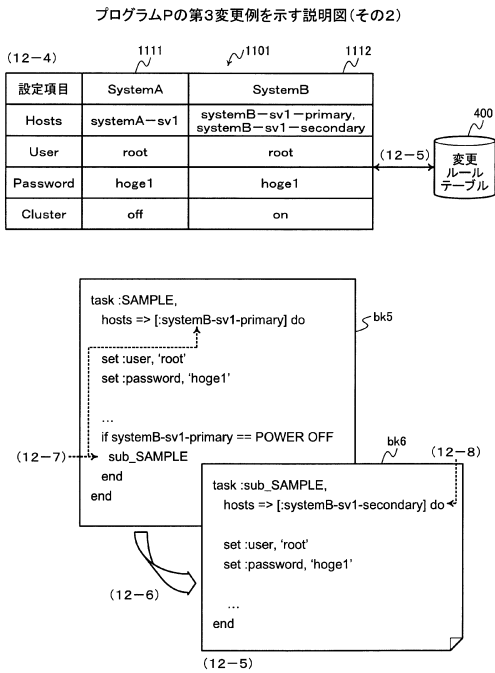 プログラムPの第3変更例を示す説明図(その2)
(12-4)
1111
1101
1112
設定項目 SystemA SystemB
Hosts systemA-sv1 systemB-sv1-primary,
systemB-sv1-secondary
User root root
Password hoge1 hoge1
Cluster off on
(12-5)
400
変更
ルール
テーブル
task :SAMPLE,
hosts => [:systemB-sv1-primary] do
bk5
set :user, 'root'
set :password, 'hoge1'
...
if systemB-sv1-primary == POWER OFF
(12-7)
sub_SAMPLE
end
end
bk6
(12-8)
task :sub_SAMPLE,
hosts => [:systemB-sv1-secondary] do
set :user, 'root'
set :password, 'hoge1'
...
end
(12-6)
(12-5)